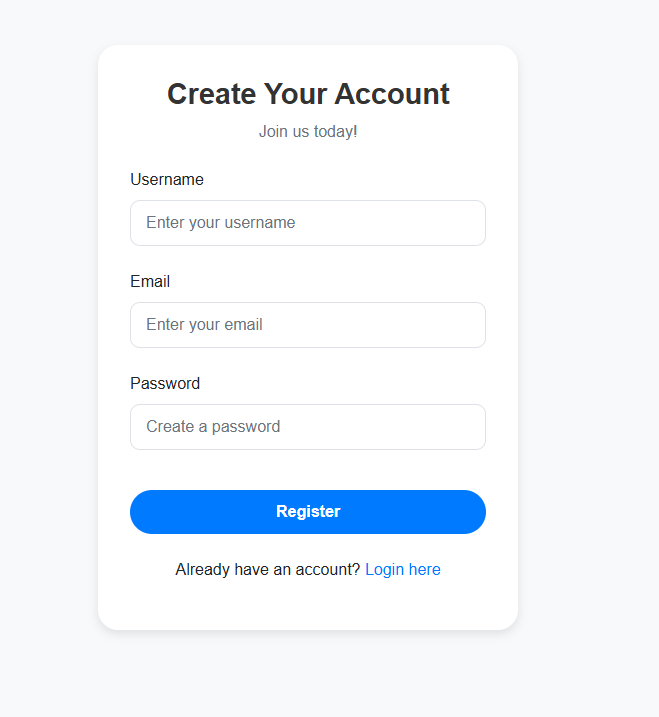 Create Your Account
Join us today!
Username
Enter your username
Email
Enter your email
Password
Create a password
Register
Already have an account? Login here